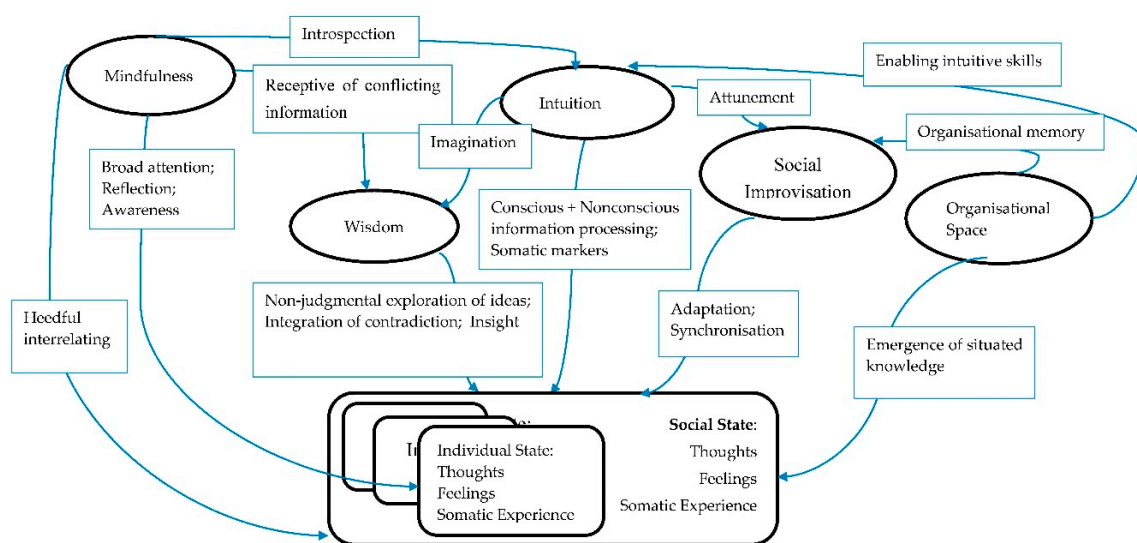 Introspection
Mindfulness
Enabling intuitive skills
Receptive of conflicting
information
Intuition
Attunement
Imagination
Organisational memory
Broad attention;
Reflection;
Awareness
Social
Improvisation
Wisdom
Conscious + Nonconscious
information processing;
Somatic markers
Organisational
Space
Non-judgmental exploration of ideas;
Integration of contradiction; Insight
Adaptation;
Synchronisation
Heedful
interrelating
Emergence of situated
knowledge
Individual State:
Thoughts
Feelings
Somatic Experience
Social State:
Thoughts
Feelings
Somatic Experience